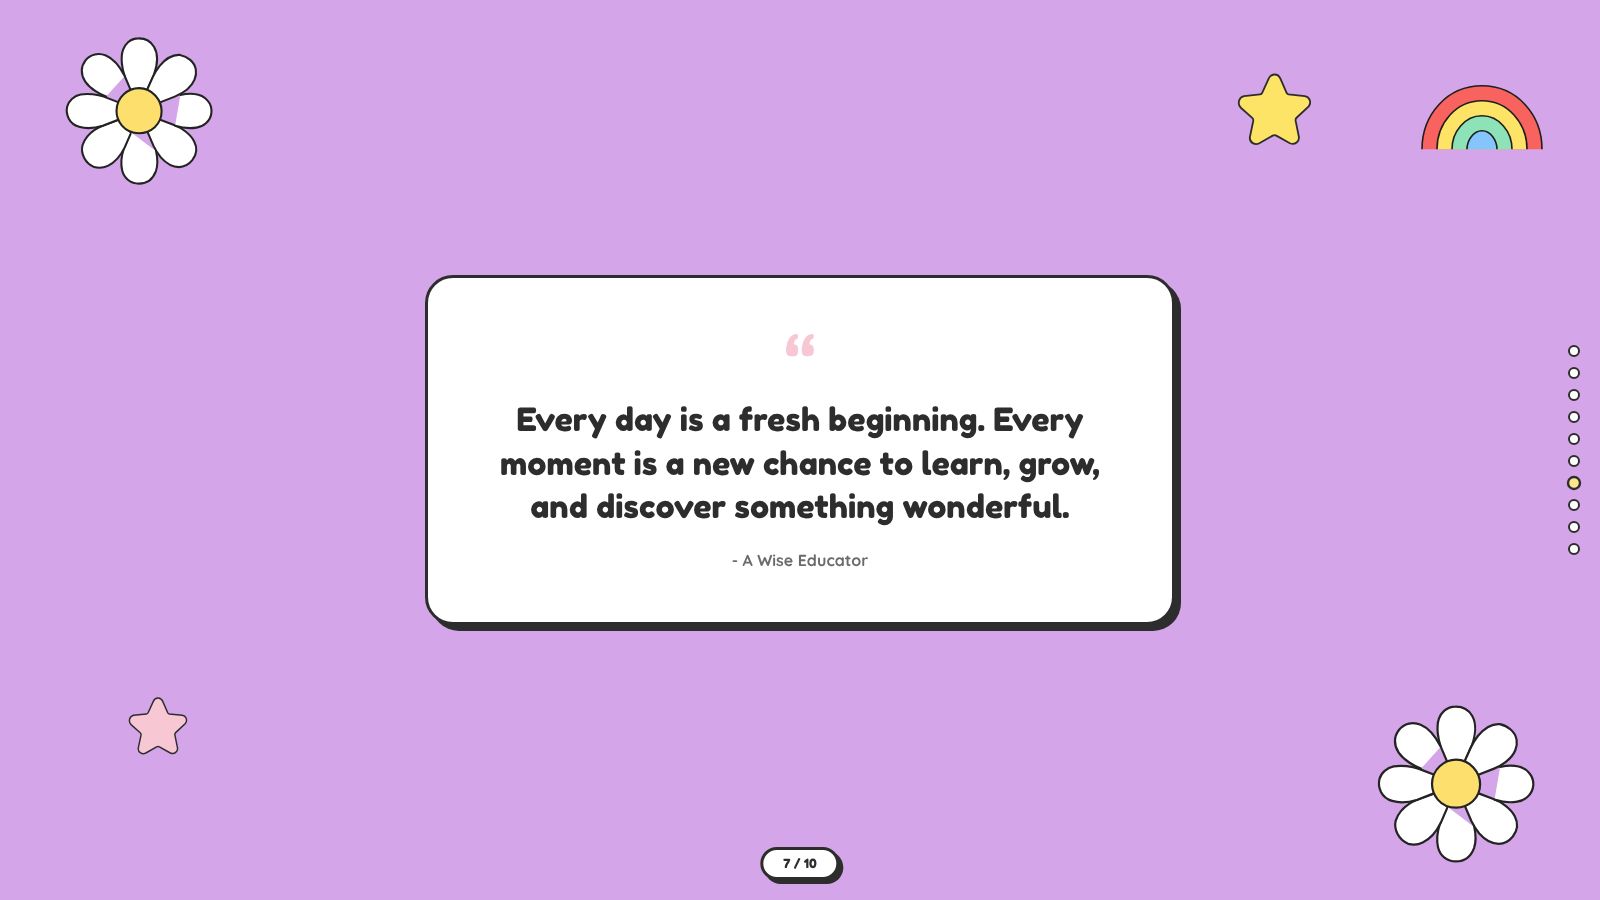 “
Every day is a fresh beginning. Every
moment is a new chance to learn, grow,
and discover something wonderful.
- A Wise Educator
7 / 10